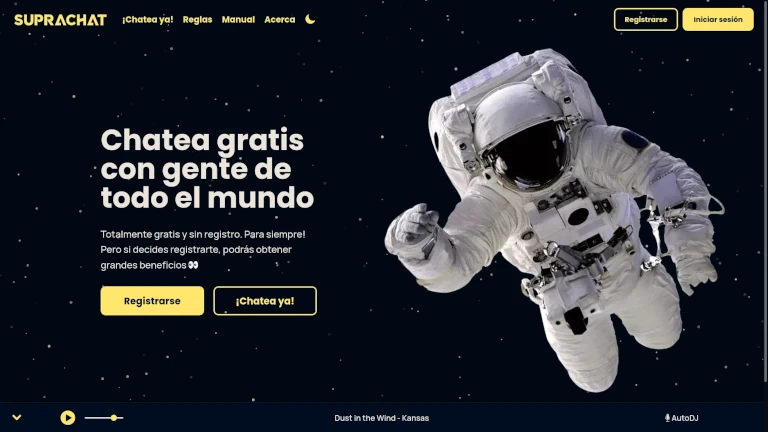 SUPRACHAT
¡Chatea ya! Reglas Manual Acerca
Registrarse
Iniciar sesión
Chatea gratis
con gente de
todo el mundo
Totalmente gratis y sin registro. Para siempre!
Pero si decides registrarte, podrás obtener
grandes beneficios 👀
Registrarse
¡Chatea ya!
Dust in the Wind - Kansas
AutoDJ